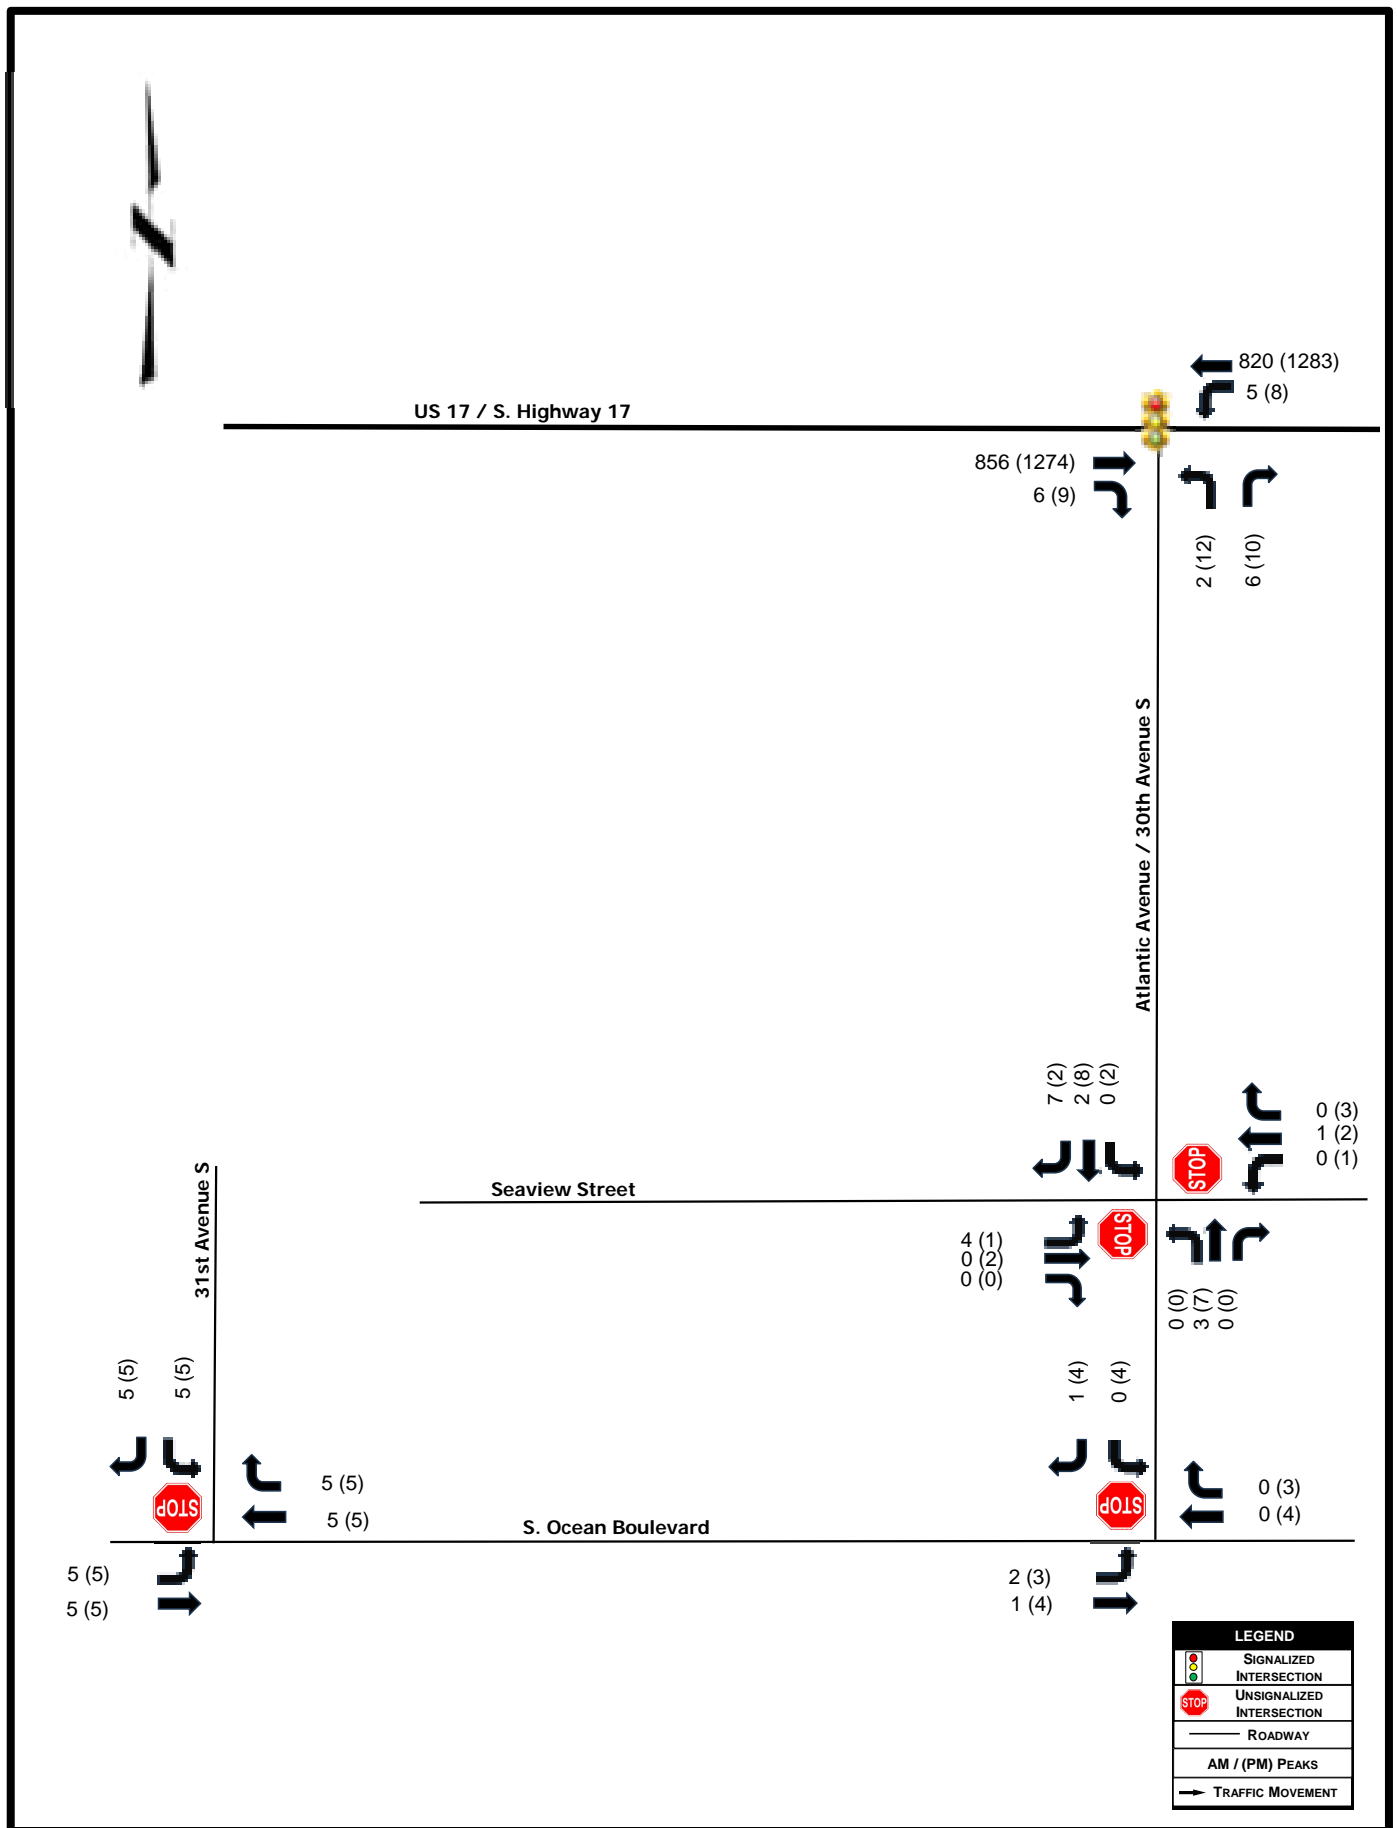 820 (1283)
5 (8)
US 17 / S. Highway 17
856 (1274)
6 (9)
2 (12)
6 (10)
Atlantic Avenue / 30th Avenue S
7 (2)
2 (8)
0 (2)
0 (3)
1 (2)
0 (1)
STOP
31st Avenue S
Seaview Street
STOP
4 (1)
0 (2)
0 (0)
0 (0)
3 (7)
0 (0)
5 (5)
5 (5)
1 (4)
0 (4)
5 (5)
5 (5)
STOP
S. Ocean Boulevard
STOP
0 (3)
0 (4)
5 (5)
5 (5)
2 (3)
1 (4)
LEGEND
SIGNALIZED
INTERSECTION
STOP
UNSIGNALIZED
INTERSECTION
ROADWAY
AM / (PM) PEAKS
TRAFFIC MOVEMENT